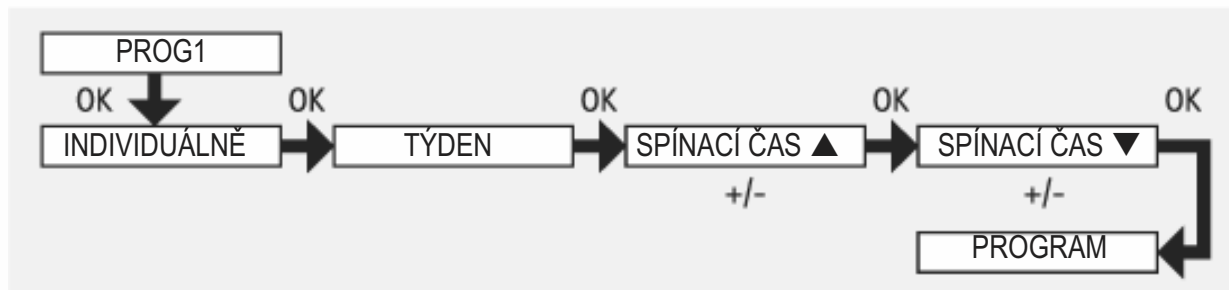 PROG1
OK OK OK OK OK
INDIVIDUÁLNĚ TÝDEN SPÍNACÍ ČAS ▲ SPÍNACÍ ČAS ▼
+/- +/-
PROGRAM